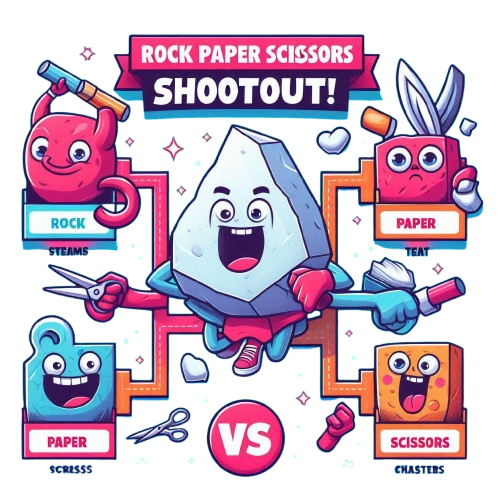 ROCK PAPER SCISSORS
SHOOTOUT!
ROCK
STEAMS
PAPER
TEAT
PAPER
SCRESSS
VS
SCISSORS
CHASTERS